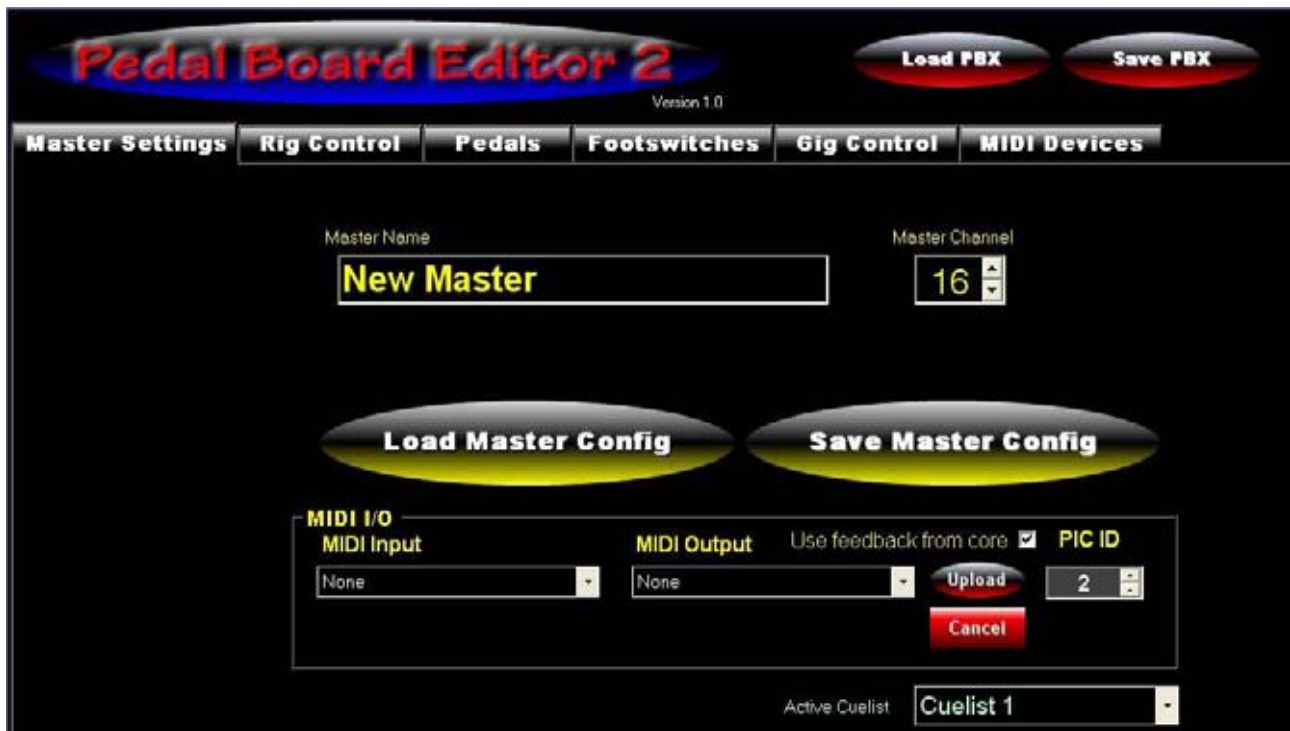 Pedal Board Editor 2
Load PBX Save PBX
Version 1.0
Master Settings Rig Control Pedals Footswitches Gig Control MIDI Devices
Master Name Master Channel
New Master 16
Load Master Config Save Master Config
MIDI I/O
MIDI Input MIDI Output Use feedback from core PIC ID
None None Upload 2
Cancel
Active Cuelist Cuelist 1